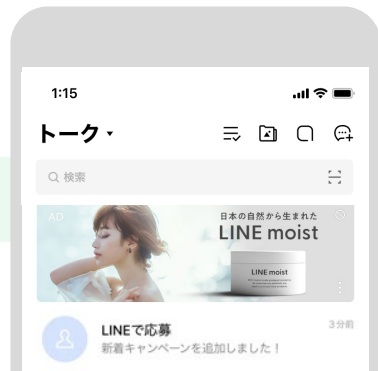 1:15
トーク
検索
AD
日本の自然から生まれた
LINE moist
LINE moist
LINEで応募
3分前
新着キャンペーンを追加しました！